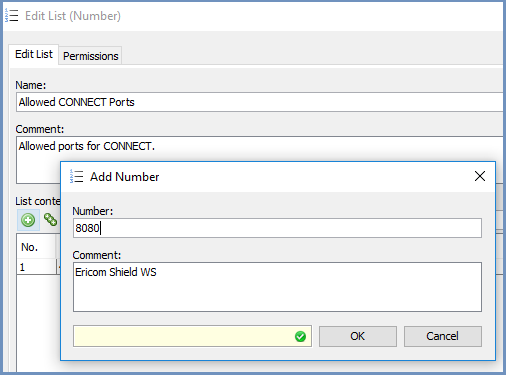 Edit List (Number)
Edit List Permissions
Name:
Allowed CONNECT Ports
Comment:
Allowed ports for CONNECT.
Add Number
Number:
8080
Comment:
Ericom Shield WS
OK Cancel
List conte
No.
1